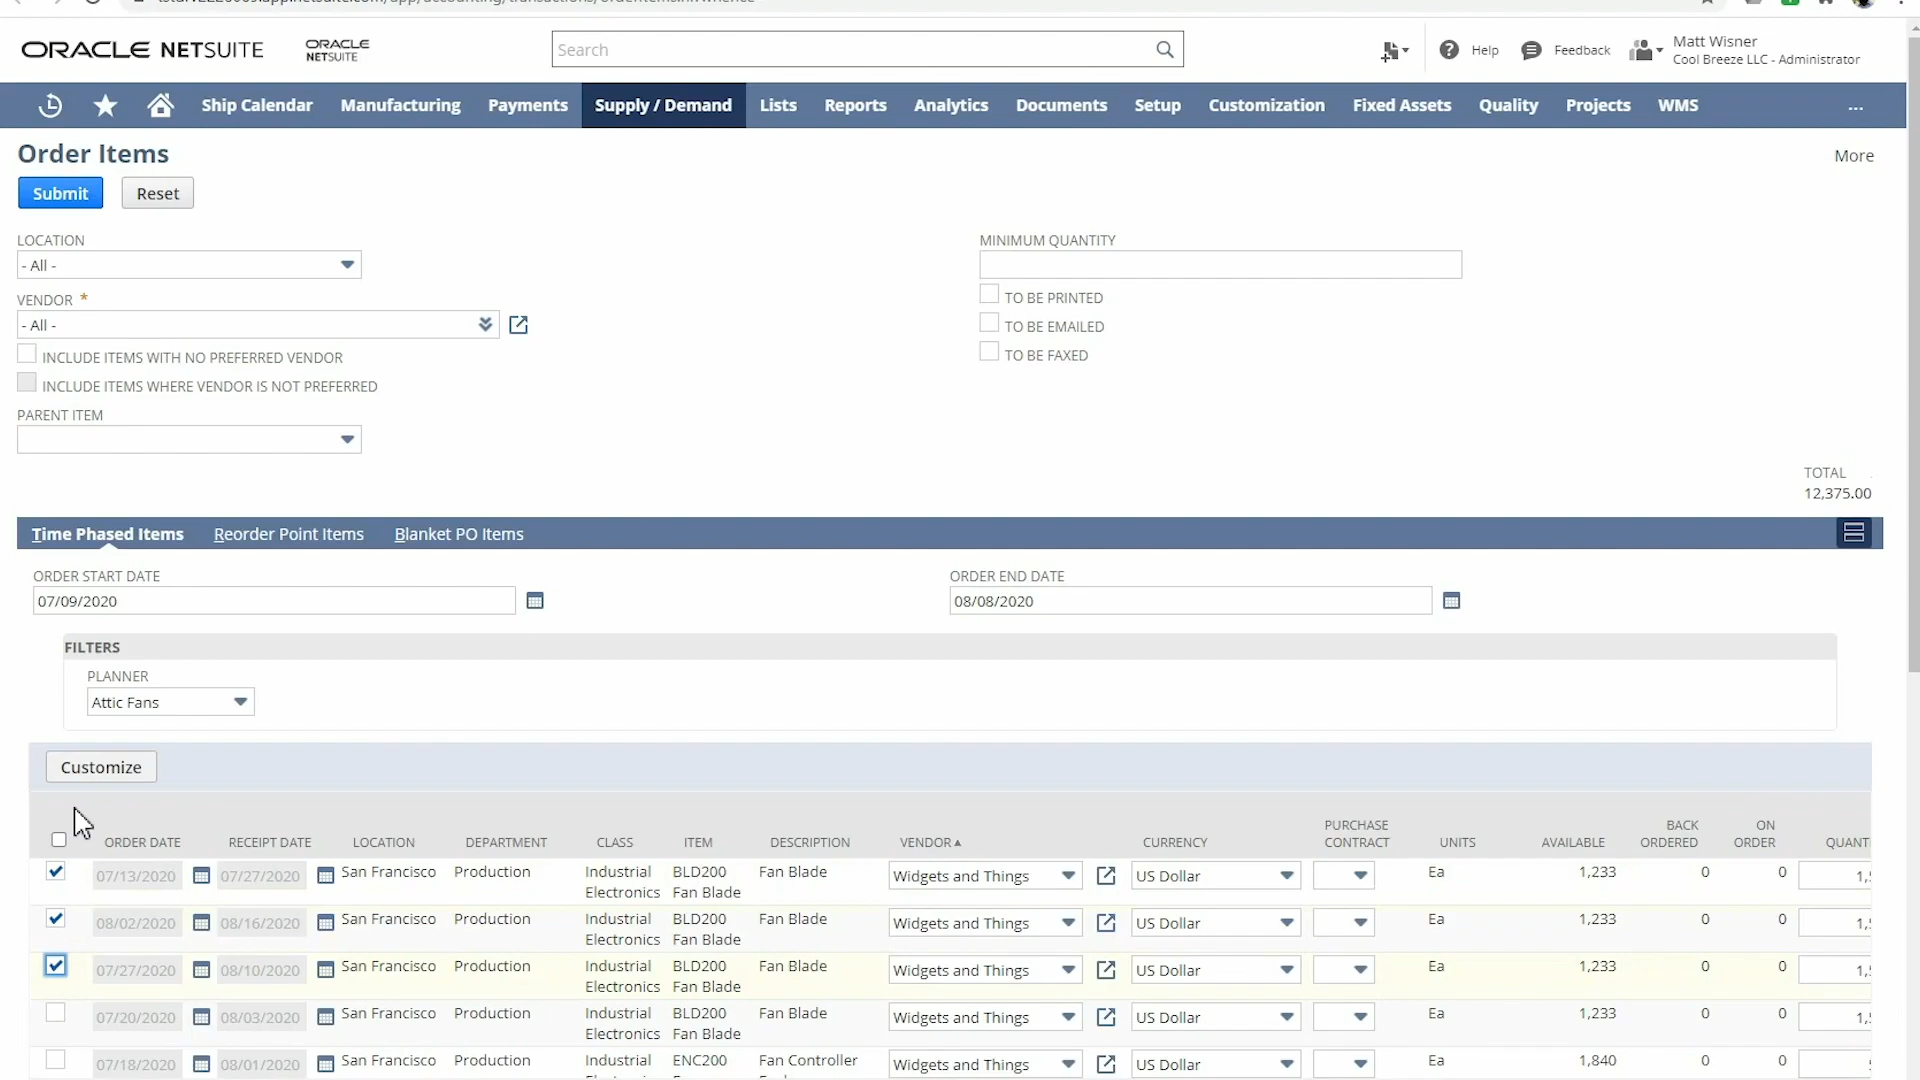 ORACLE NETSUITE
ORACLE
NETSUITE
Search
Help
Feedback
Matt Wisner
Cool Breeze LLC - Administrator
Ship Calendar Manufacturing Payments Supply / Demand Lists Reports Analytics Documents Setup Customization Fixed Assets Quality Projects WMS ...
Order Items
More
Submit Reset
LOCATION
- All -
VENDOR *
- All -
INCLUDE ITEMS WITH NO PREFERRED VENDOR
INCLUDE ITEMS WHERE VENDOR IS NOT PREFERRED
PARENT ITEM
MINIMUM QUANTITY
TO BE PRINTED
TO BE EMAILED
TO BE FAXED
TOTAL
12,375.00
Time Phased Items Reorder Point Items Blanket PO Items
ORDER START DATE
07/09/2020
ORDER END DATE
08/08/2020
FILTERS
PLANNER
Attic Fans
Customize
ORDER DATE RECEIPT DATE LOCATION DEPARTMENT CLASS ITEM DESCRIPTION VENDOR CURRENCY PURCHASE CONTRACT UNITS AVAILABLE BACK ORDERED ON ORDER
07/13/2020 07/27/2020 San Francisco Production Industrial Electronics BLD200 Fan Blade Fan Blade Widgets and Things US Dollar Ea 1,233 0 0
08/02/2020 08/16/2020 San Francisco Production Industrial Electronics BLD200 Fan Blade Fan Blade Widgets and Things US Dollar Ea 1,233 0 0
07/27/2020 08/10/2020 San Francisco Production Industrial Electronics BLD200 Fan Blade Fan Blade Widgets and Things US Dollar Ea 1,233 0 0
07/20/2020 08/03/2020 San Francisco Production Industrial Electronics BLD200 Fan Blade Fan Blade Widgets and Things US Dollar Ea 1,233 0 0
07/18/2020 08/01/2020 San Francisco Production Industrial ENC200 Fan Controller Widgets and Things US Dollar Ea 1,840 0 0